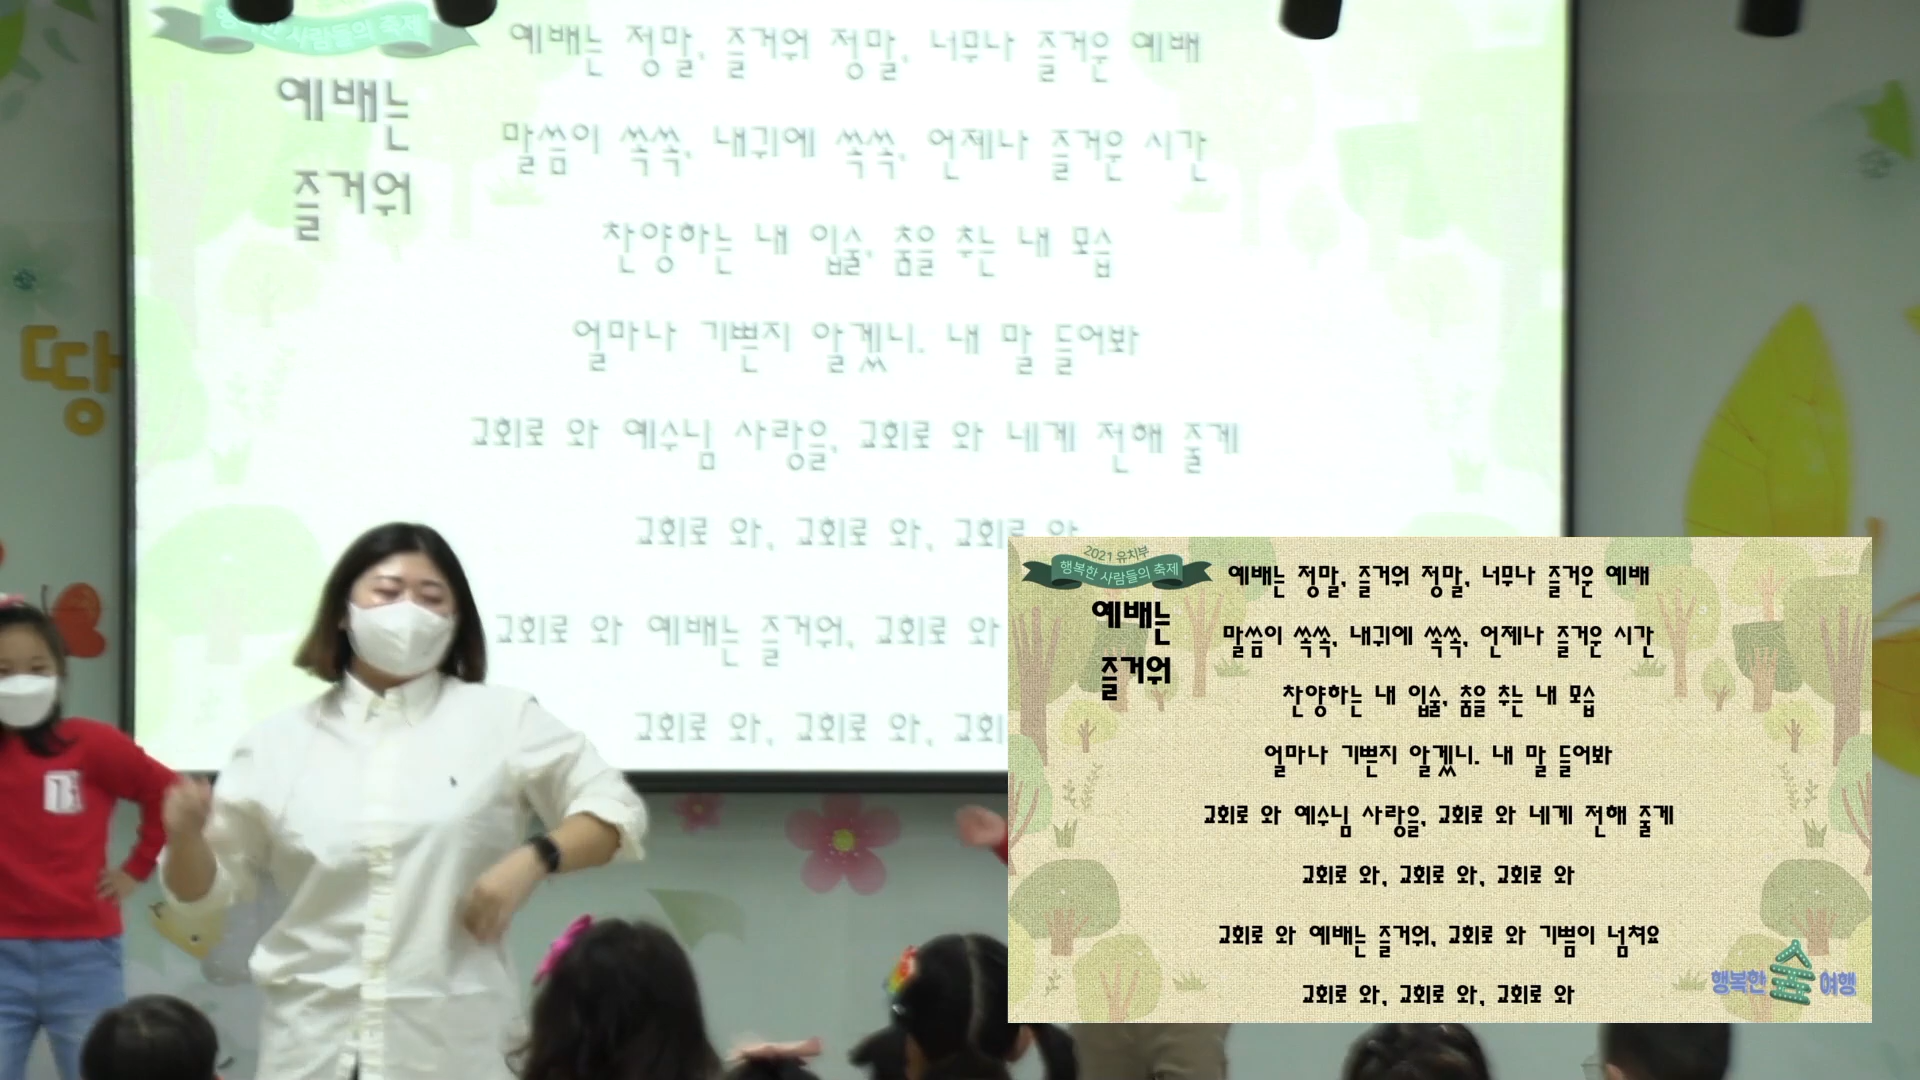 행복한 사람들의 축제
예배는
즐거워
예배는 정말, 즐거워 정말, 너무나 즐거운 예배
말씀이 쏙쏙, 내귀에 쏙쏙, 언제나 즐거운 시간
찬양하는 내 입술, 춤을 추는 내 모습
얼마나 기쁜지 알겠니. 내 말 들어봐
교회로 와 예수님 사랑을, 교회로 와 네게 전해 줄게
교회로 와, 교회로 와, 교회로 와
교회로 와 예배는 즐거워, 교회로 와
교회로 와, 교회로 와, 교회
땅
2021 유치부
행복한 사람들의 축제
예배는
즐거워
예배는 정말, 즐거워 정말, 너무나 즐거운 예배
말씀이 쏙쏙, 내귀에 쏙쏙, 언제나 즐거운 시간
찬양하는 내 입술, 춤을 추는 내 모습
얼마나 기쁜지 알겠니. 내 말 들어봐
교회로 와 예수님 사랑을, 교회로 와 네게 전해 줄게
교회로 와, 교회로 와, 교회로 와
교회로 와 예배는 즐거워, 교회로 와 기쁨이 넘쳐요
교회로 와, 교회로 와, 교회로 와
행복한 숲 여행